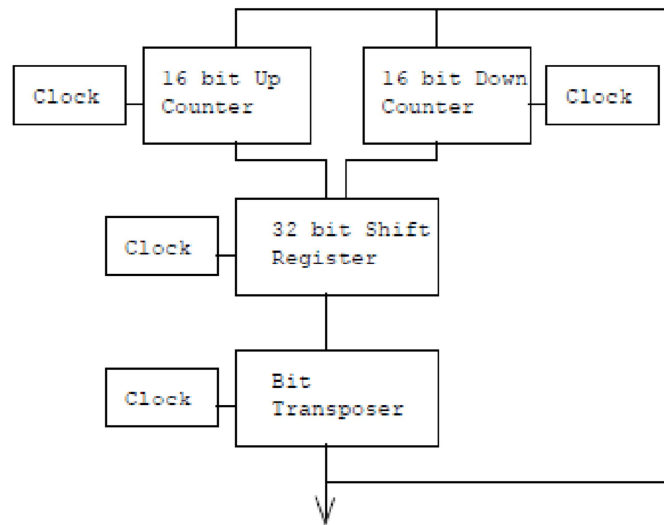 Clock
16 bit Up
Counter
16 bit Down
Counter
Clock
Clock
32 bit Shift
Register
Clock
Bit
Transposer